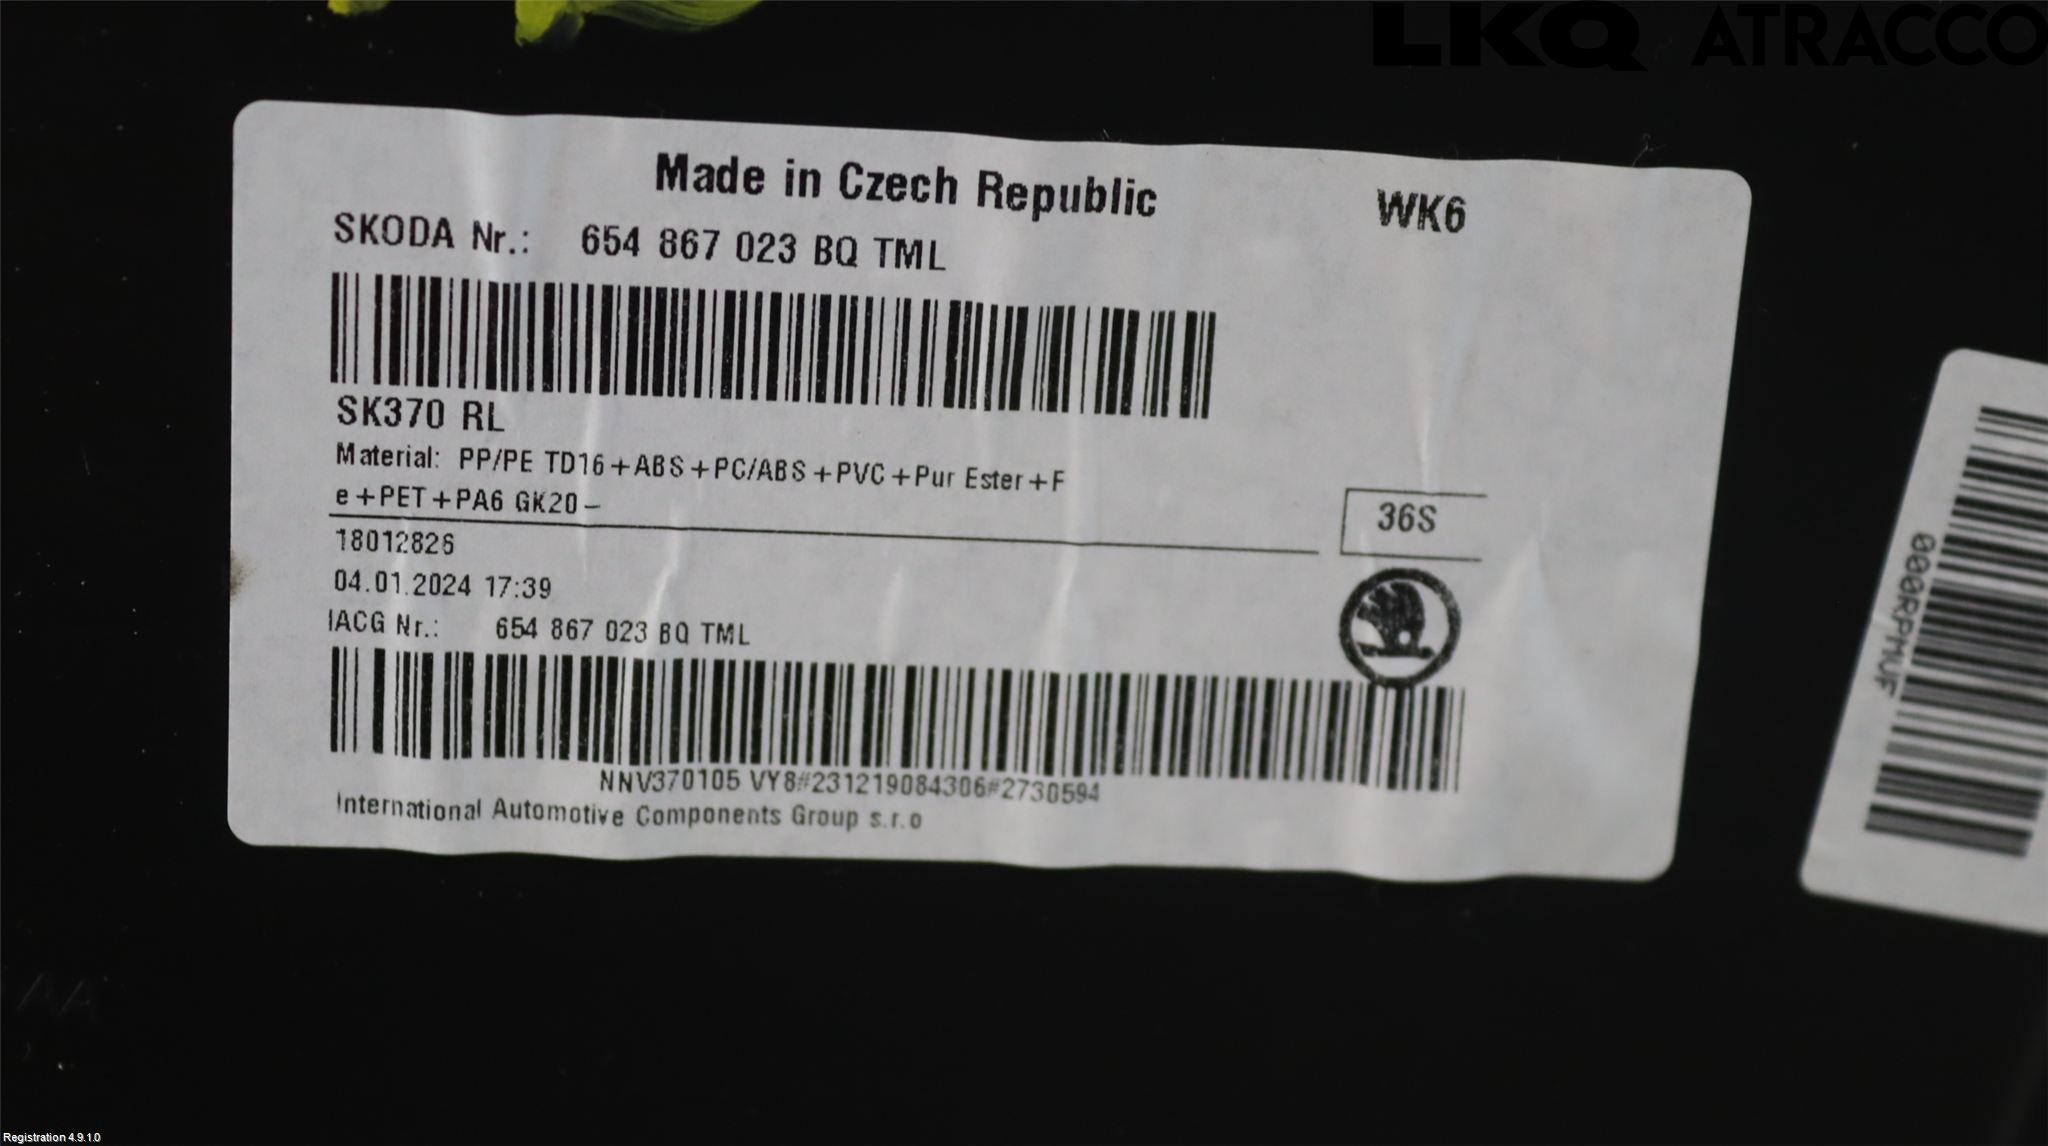 LKQ ATRACCO
Made in Czech Republic
WK6
SKODA Nr.: 654 867 023 BQ TML
SK370 RL
Material: PP/PE TD16+ABS+PC/ABS+PVC+Pur Ester+F
e+PET+PA6 GK20-
36S
18012826
04.01.2024 17:39
IACG Nr.: 654 867 023 BQ TML
NNV370105 VY8#231219084306#2730594
International Automotive Components Group s.r.o
000RPMUF
Registration 4.9.1.0